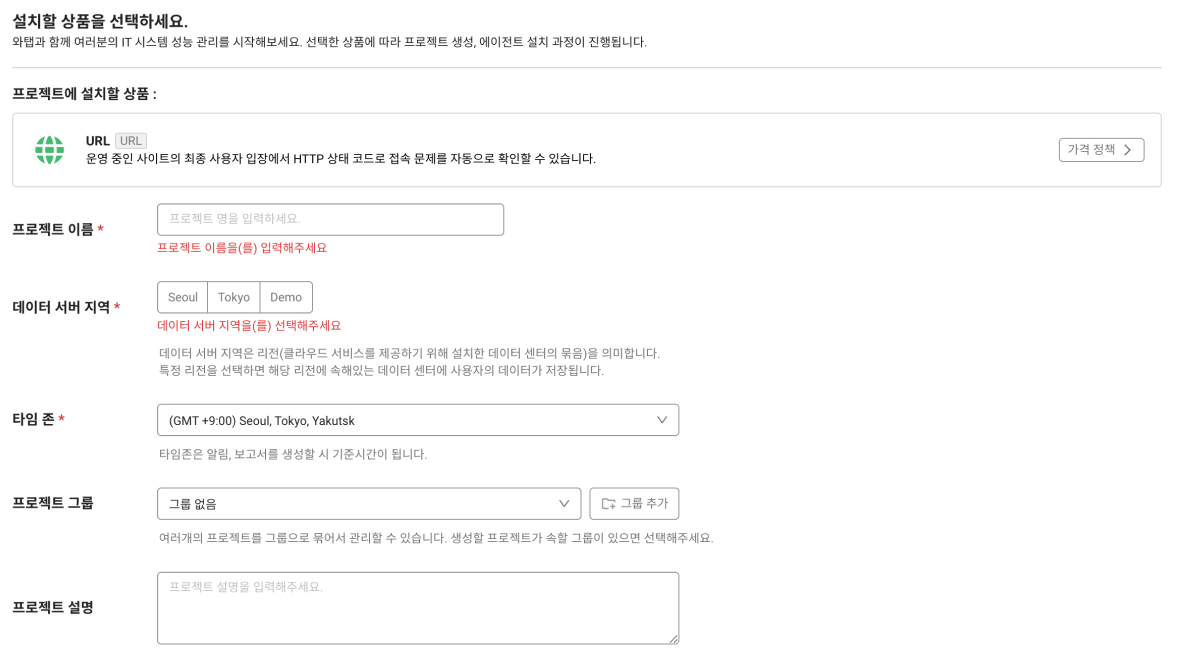 설치할 상품을 선택하세요.
와탭과 함께 여러분의 IT 시스템 성능 관리를 시작해보세요. 선택한 상품에 따라 프로젝트 생성, 에이전트 설치 과정이 진행됩니다.
프로젝트에 설치할 상품 :
URL URL
운영 중인 사이트의 최종 사용자 입장에서 HTTP 상태 코드로 접속 문제를 자동으로 확인할 수 있습니다.
가격 정책
프로젝트 이름 *
프로젝트 명을 입력하세요.
프로젝트 이름을(를) 입력해주세요
데이터 서버 지역 *
Seoul Tokyo Demo
데이터 서버 지역을(를) 선택해주세요
데이터 서버 지역은 리전(클라우드 서비스를 제공하기 위해 설치한 데이터 센터의 묶음)을 의미합니다.
특정 리전을 선택하면 해당 리전에 속해있는 데이터 센터에 사용자의 데이터가 저장됩니다.
타임 존 *
(GMT +9:00) Seoul, Tokyo, Yakutsk
타임존은 알림, 보고서를 생성할 시 기준시간이 됩니다.
프로젝트 그룹
그룹 없음
그룹 추가
여러개의 프로젝트를 그룹으로 묶어서 관리할 수 있습니다. 생성할 프로젝트가 속할 그룹이 있으면 선택해주세요.
프로젝트 설명
프로젝트 설명을 입력해주세요.